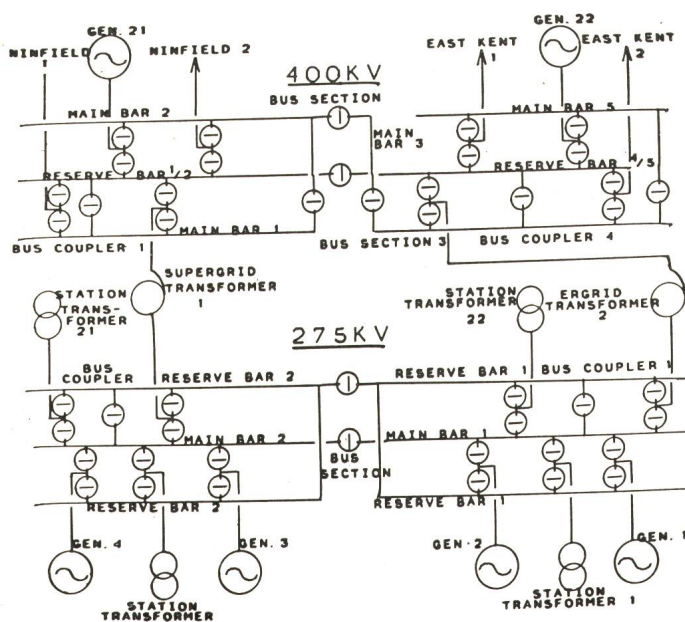 GEN. 21
NINFIELD 1
NINFIELD 2
400KV
BUS SECTION
EAST KENT 1
GEN. 22
EAST KENT 2
MAIN BAR 2
MAIN BAR 3
MAIN BAR 5
RESERVE BAR 1/2
RESERVE BAR 4/5
MAIN BAR 1
BUS COUPLER 1
BUS SECTION 3
BUS COUPLER 4
STATION
TRANS-
FORMER
21
SUPERGRID
TRANSFORMER
1
STATION
TRANSFORMER
22
ERGRID
TRANSFORMER
2
275KV
BUS
COUPLER
RESERVE BAR 2
RESERVE BAR 1
BUS COUPLER 1
MAIN BAR 2
BUS
SECTION
MAIN BAR 1
RESERVE BAR 2
RESERVE BAR 1
GEN. 4
GEN. 3
GEN. 2
GEN. 1
STATION
TRANSFORMER
STATION
TRANSFORMER 1